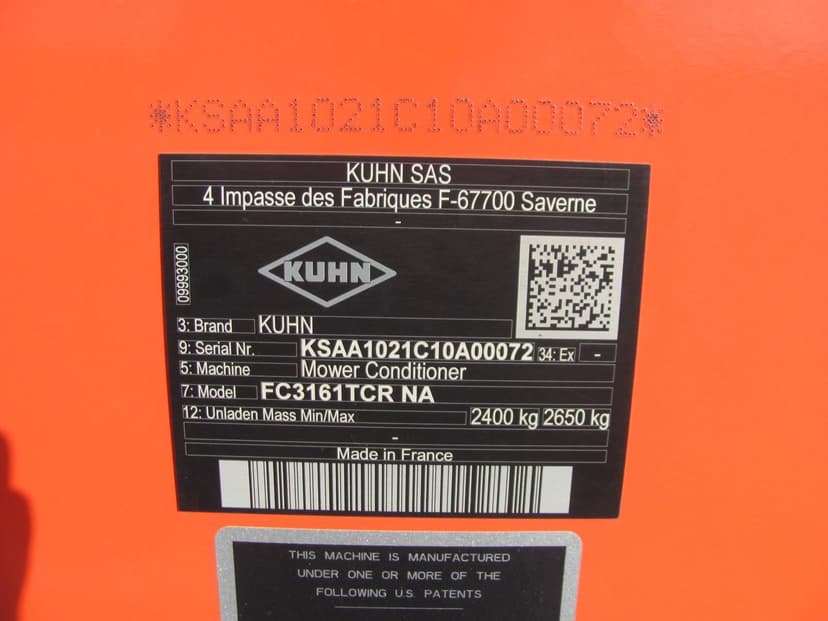 *KSAA1021C10A00072*
KUHN SAS
4 Impasse des Fabriques F-67700 Saverne
-
09993000
KUHN
3: Brand KUHN
9: Serial Nr. KSAA1021C10A00072 34: Ex -
5: Machine Mower Conditioner
7: Model FC3161TCR NA
12: Unladen Mass Min/Max 2400 kg 2650 kg
-
Made in France
THIS MACHINE IS MANUFACTURED
UNDER ONE OR MORE OF THE
FOLLOWING U.S. PATENTS